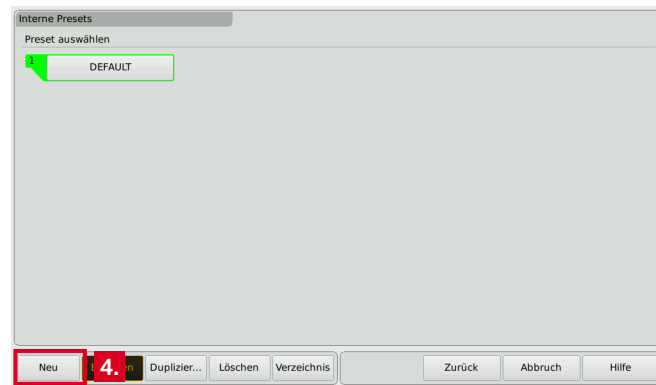 Interne Presets
Preset auswählen
1
DEFAULT
Neu
4.
Duplizier...
Löschen
Verzeichnis
Zurück
Abbruch
Hilfe